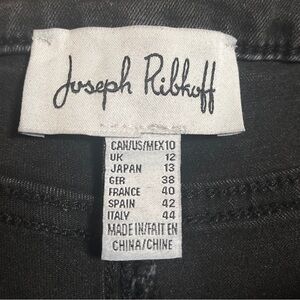 Joseph Ribkoff
CAN/US/MEX 10
UK 12
JAPAN 13
GER 38
FRANCE 40
SPAIN 42
ITALY 44
MADE IN/FAIT EN
CHINA/CHINE